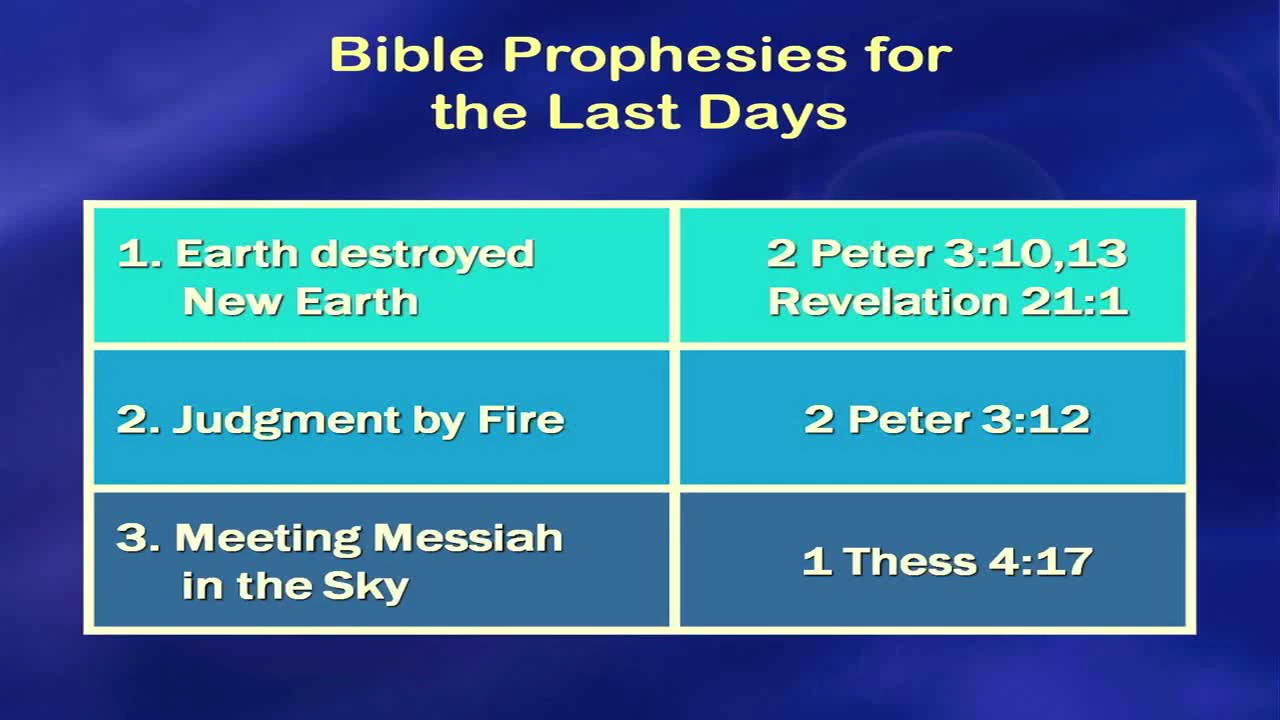 Bible Prophesies for
the Last Days
1. Earth destroyed
New Earth
2 Peter 3:10,13
Revelation 21:1
2. Judgment by Fire
2 Peter 3:12
3. Meeting Messiah
in the Sky
1 Thess 4:17